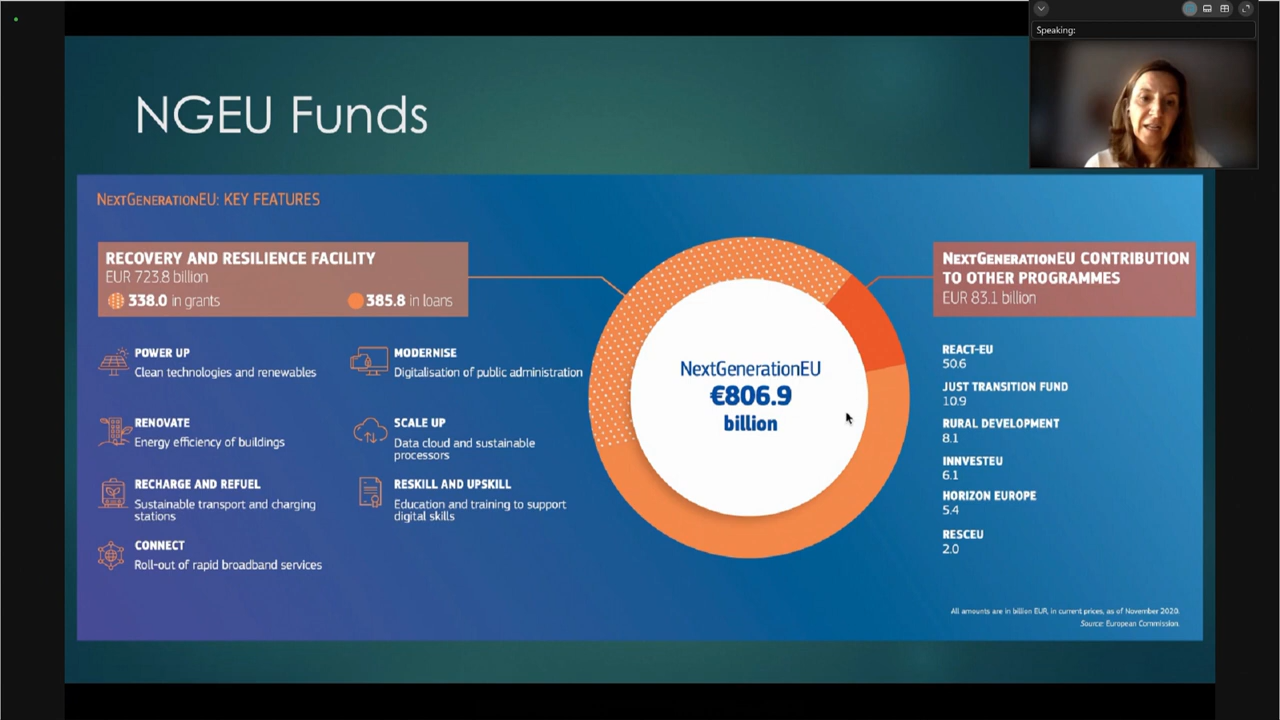 Speaking:
NGEU Funds
NEXTGENERATIONEU: KEY FEATURES
RECOVERY AND RESILIENCE FACILITY
EUR 723.8 billion
338.0 in grants
385.8 in loans
POWER UP
Clean technologies and renewables
MODERNISE
Digitalisation of public administration
RENOVATE
Energy efficiency of buildings
SCALE UP
Data cloud and sustainable
processors
RECHARGE AND REFUEL
Sustainable transport and charging
stations
RESKILL AND UPSKILL
Education and training to support
digital skills
CONNECT
Roll-out of rapid broadband services
NextGenerationEU
€806.9
billion
NEXTGENERATIONEU CONTRIBUTION
TO OTHER PROGRAMMES
EUR 83.1 billion
REACT-EU
50.6
JUST TRANSITION FUND
10.9
RURAL DEVELOPMENT
8.1
INNVESTEU
6.1
HORIZON EUROPE
5.4
RESCEU
2.0
All amounts are in billion EUR, in current prices, as of November 2020.
Source: European Commission.